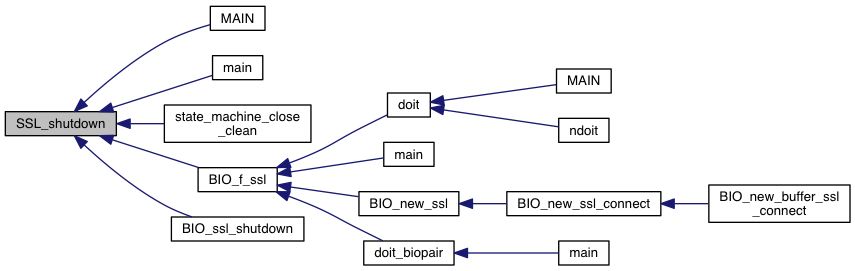 MAIN
main
SSL_shutdown
state_machine_close
_clean
BIO_f_ssl
BIO_ssl_shutdown
doit
main
BIO_new_ssl
doit_biopair
MAIN
ndoit
BIO_new_ssl_connect
main
BIO_new_buffer_ssl
_connect